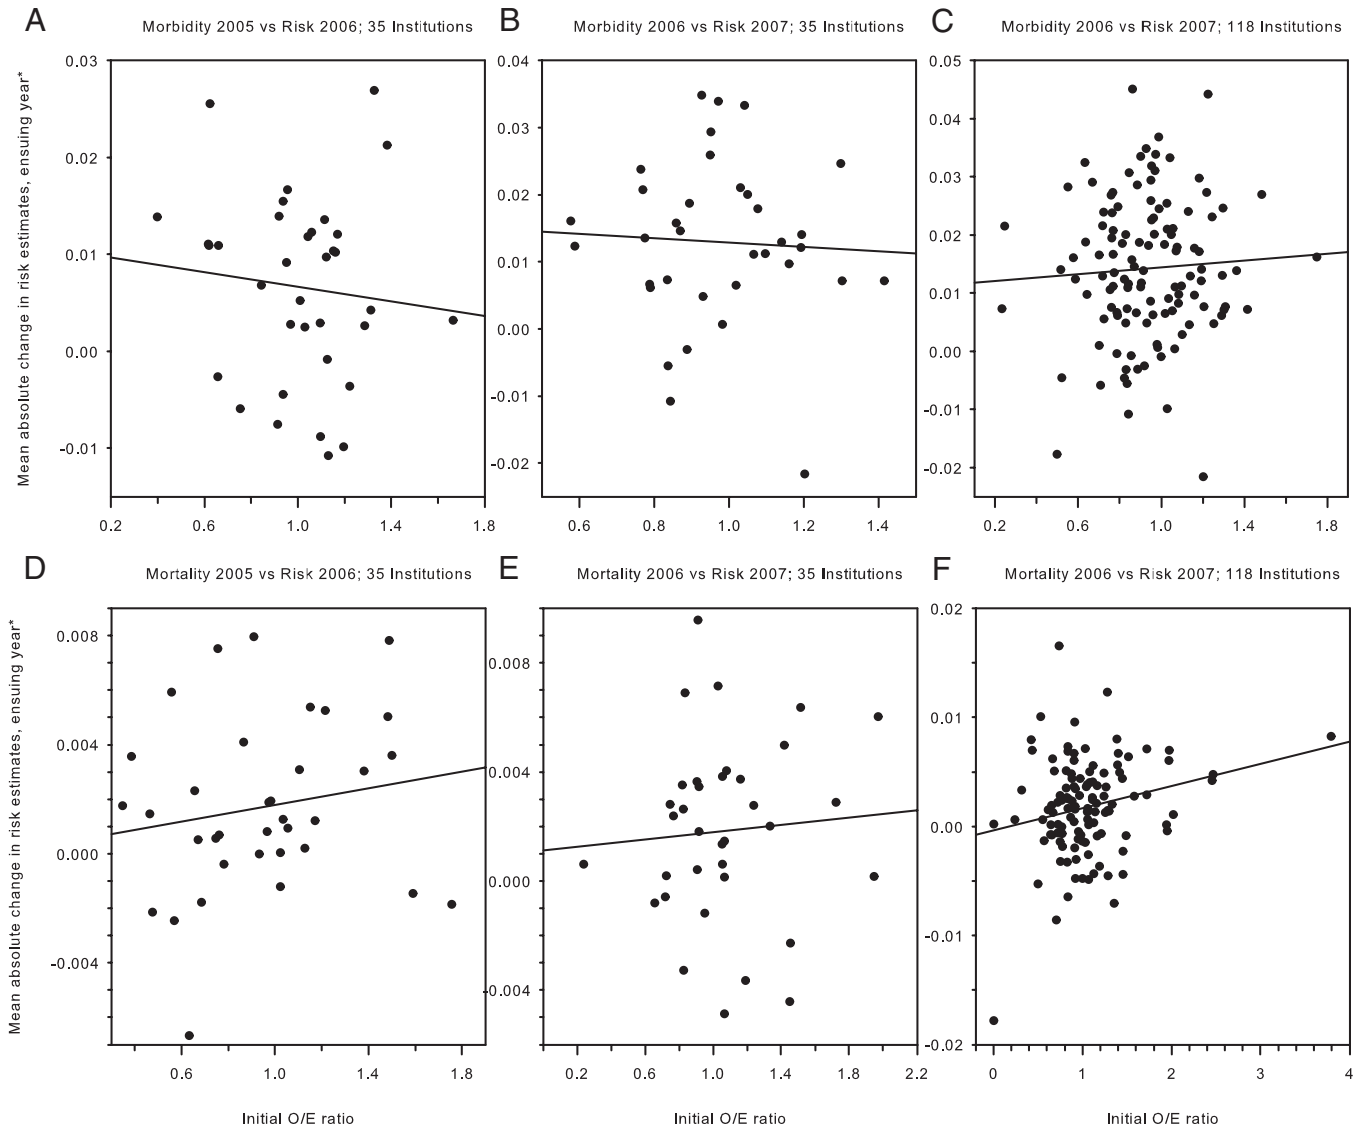 A Morbidity 2005 vs Risk 2006; 35 Institutions
B Morbidity 2006 vs Risk 2007; 35 Institutions
C Morbidity 2006 vs Risk 2007; 118 Institutions
Mean absolute change in risk estimates, ensuing year*
0.03
0.02
0.01
0.00
-0.01
0.2 0.6 1.0 1.4 1.8
0.04
0.03
0.02
0.01
0.00
-0.01
-0.02
0.6 0.8 1.0 1.2 1.4
0.05
0.04
0.03
0.02
0.01
0.00
-0.01
-0.02
0.2 0.6 1.0 1.4 1.8
D Mortality 2005 vs Risk 2006; 35 Institutions
E Mortality 2006 vs Risk 2007; 35 Institutions
F Mortality 2006 vs Risk 2007; 118 Institutions
Mean absolute change in risk estimates, ensuing year*
0.008
0.004
0.000
-0.004
0.6 1.0 1.4 1.8
Initial O/E ratio
0.008
0.004
0.000
-0.004
0.2 0.6 1.0 1.4 1.8 2.2
Initial O/E ratio
0.02
0.01
0.00
-0.01
-0.02
0 1 2 3 4
Initial O/E ratio